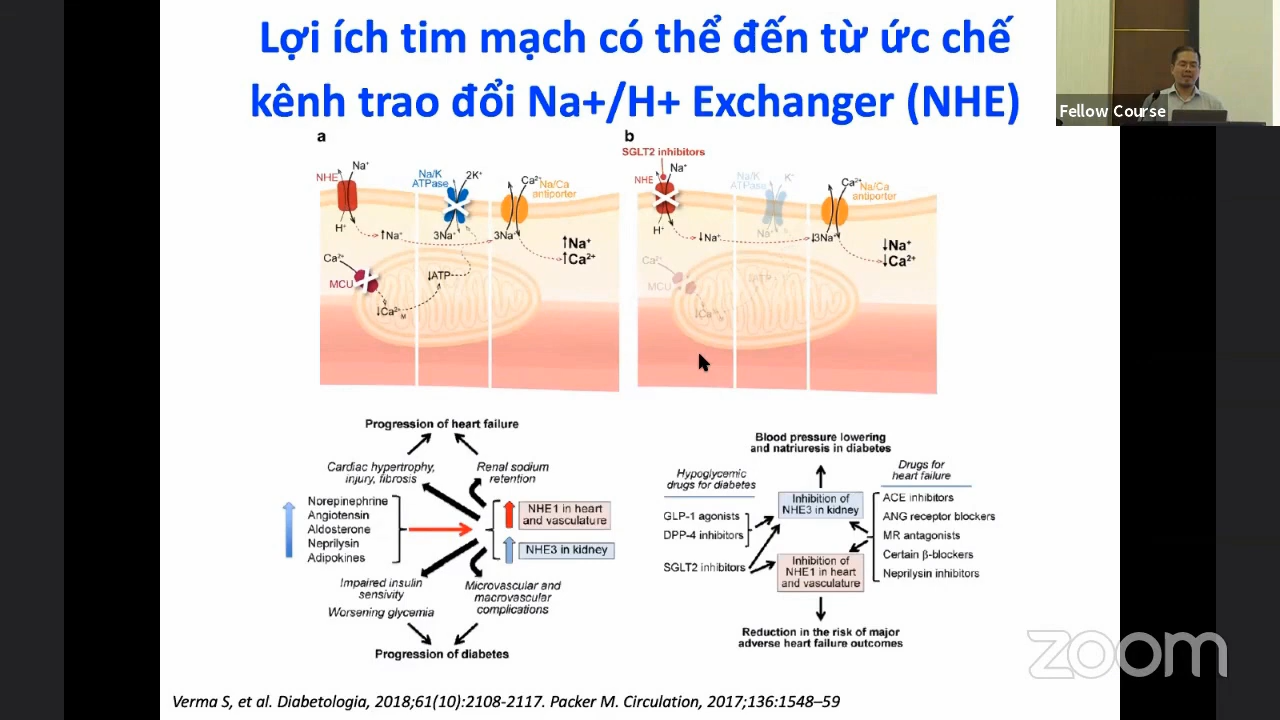 Lợi ích tim mạch có thể đến từ ức chế
kênh trao đổi Na+/H+ Exchanger (NHE)
Fellow Course
a
NHE
Na⁺
H⁺
↑Na⁺
Na/K
ATPase
2K⁺
3Na⁺
Ca²⁺
Na/Ca
antiporter
3Na⁺
↑Na⁺
↑Ca²⁺
Ca²⁺
MCU
↓Ca²⁺
M
↓ATP
b
SGLT2 inhibitors
NHE
Na⁺
H⁺
↓Na⁺
Na/K
ATPase
K⁺
Na⁺
Ca²⁺
Na/Ca
antiporter
↓3Na⁺
↓Na⁺
↓Ca²⁺
Ca²⁺
MCU
↓Ca²⁺
M
↓ATP
Progression of heart failure
Cardiac hypertrophy,
injury, fibrosis
Renal sodium
retention
Norepinephrine
Angiotensin
Aldosterone
Neprilysin
Adipokines
NHE1 in heart
and vasculature
NHE3 in kidney
Impaired insulin
sensivity
Worsening glycemia
Microvascular and
macrovascular
complications
Progression of diabetes
Blood pressure lowering
and natriuresis in diabetes
Hypoglycemic
drugs for diabetes
GLP-1 agonists
DPP-4 inhibitors
SGLT2 inhibitors
Inhibition of
NHE3 in kidney
Inhibition of
NHE1 in heart
and vasculature
Drugs for
heart failure
ACE inhibitors
ANG receptor blockers
MR antagonists
Certain β-blockers
Neprilysin inhibitors
Reduction in the risk of major
adverse heart failure outcomes
zoom
Verma S, et al. Diabetologia, 2018;61(10):2108-2117. Packer M. Circulation, 2017;136:1548–59